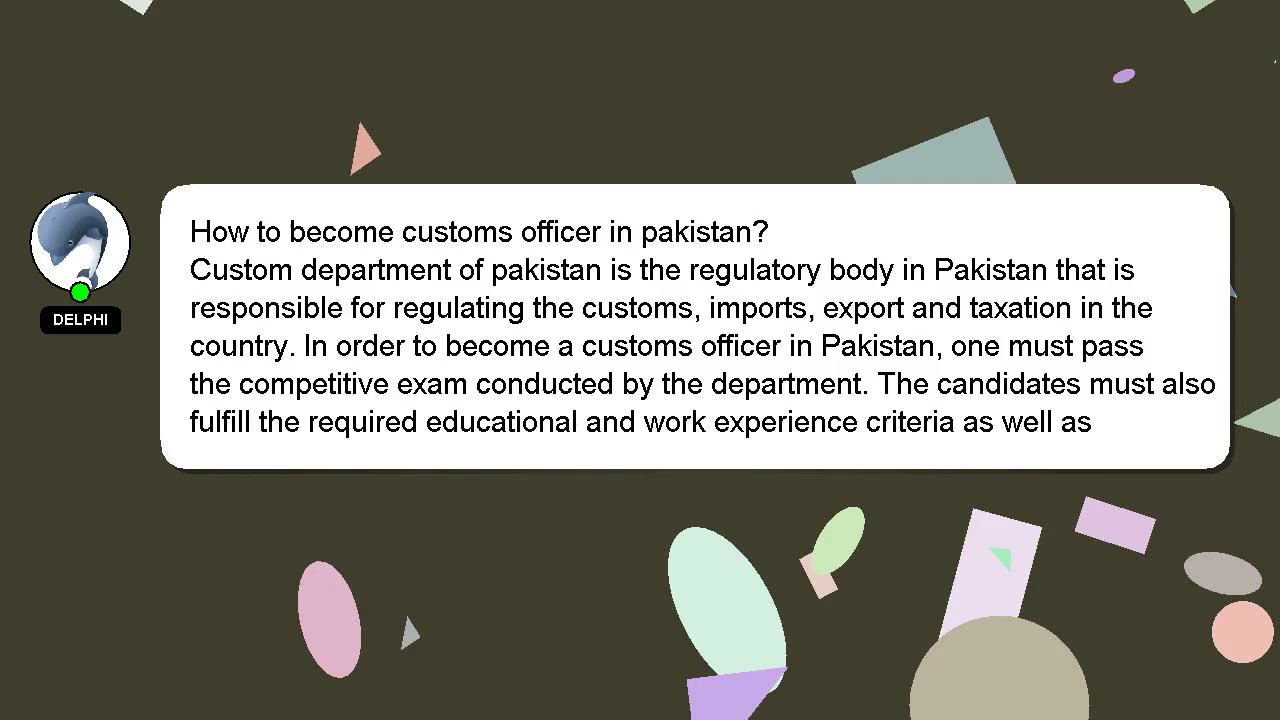 How to become customs officer in pakistan?
Custom department of pakistan is the regulatory body in Pakistan that is
responsible for regulating the customs, imports, export and taxation in the
country. In order to become a customs officer in Pakistan, one must pass
the competitive exam conducted by the department. The candidates must also
fulfill the required educational and work experience criteria as well as
DELPHI